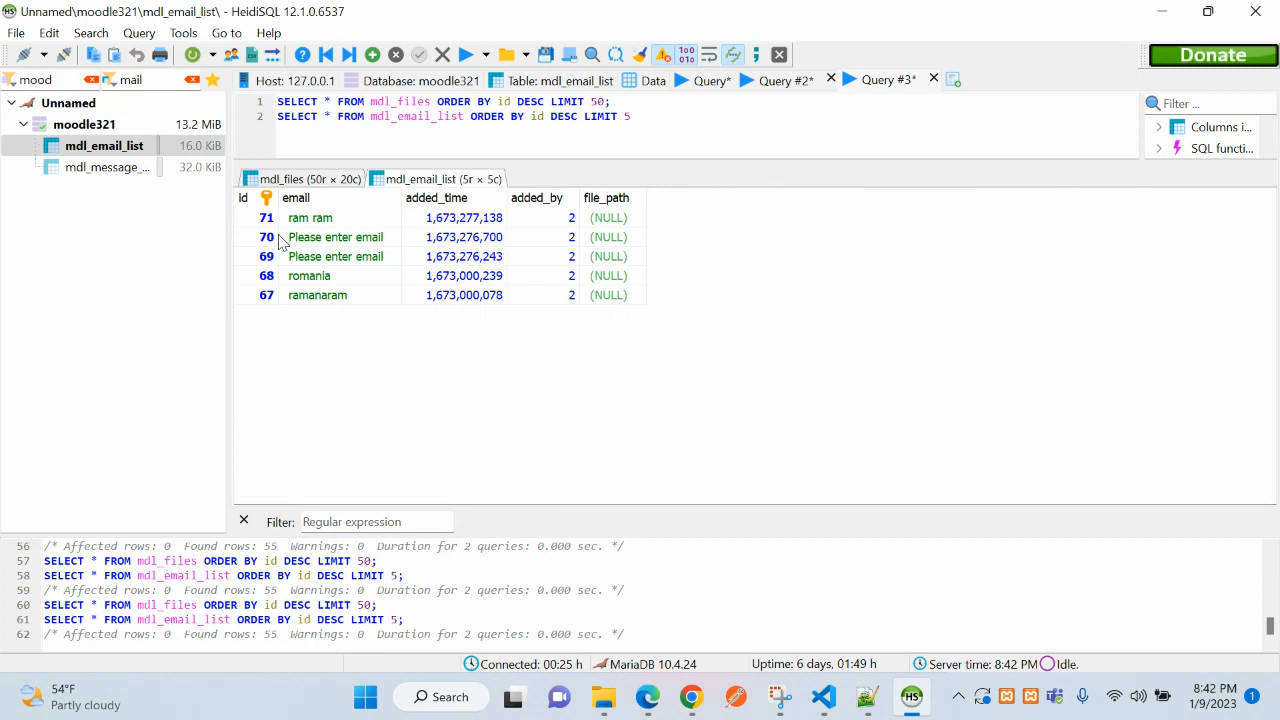 Unnamed\moodle321\mdl_email_list\ - HeidiSQL 12.1.0.6537
File Edit Search Query Tools Go to Help
Donate
mood mail Host: 127.0.0.1 Database: moodle321 Table: mdl_email_list Data Query* Query #2* Query #3*
1 SELECT * FROM mdl_files ORDER BY id DESC LIMIT 50;
2 SELECT * FROM mdl_email_list ORDER BY id DESC LIMIT 5
Filter ...
Columns i...
SQL functi...
Unnamed
moodle321 13.2 MiB
mdl_email_list 16.0 KiB
mdl_message_... 32.0 KiB
mdl_files (50r × 20c) mdl_email_list (5r × 5c)
id email added_time added_by file_path
71 ram ram 1,673,277,138 2 (NULL)
70 Please enter email 1,673,276,700 2 (NULL)
69 Please enter email 1,673,276,243 2 (NULL)
68 romania 1,673,000,239 2 (NULL)
67 ramanaram 1,673,000,078 2 (NULL)
Filter: Regular expression
56 /* Affected rows: 0 Found rows: 55 Warnings: 0 Duration for 2 queries: 0.000 sec. */
57 SELECT * FROM mdl_files ORDER BY id DESC LIMIT 50;
58 SELECT * FROM mdl_email_list ORDER BY id DESC LIMIT 5;
59 /* Affected rows: 0 Found rows: 55 Warnings: 0 Duration for 2 queries: 0.000 sec. */
60 SELECT * FROM mdl_files ORDER BY id DESC LIMIT 50;
61 SELECT * FROM mdl_email_list ORDER BY id DESC LIMIT 5;
62 /* Affected rows: 0 Found rows: 55 Warnings: 0 Duration for 2 queries: 0.000 sec. */
Connected: 00:25 h MariaDB 10.4.24 Uptime: 6 days, 01:49 h Server time: 8:42 PM Idle.
54°F
Partly cloudy
Search
HS
8:42 PM
1/9/2023
1